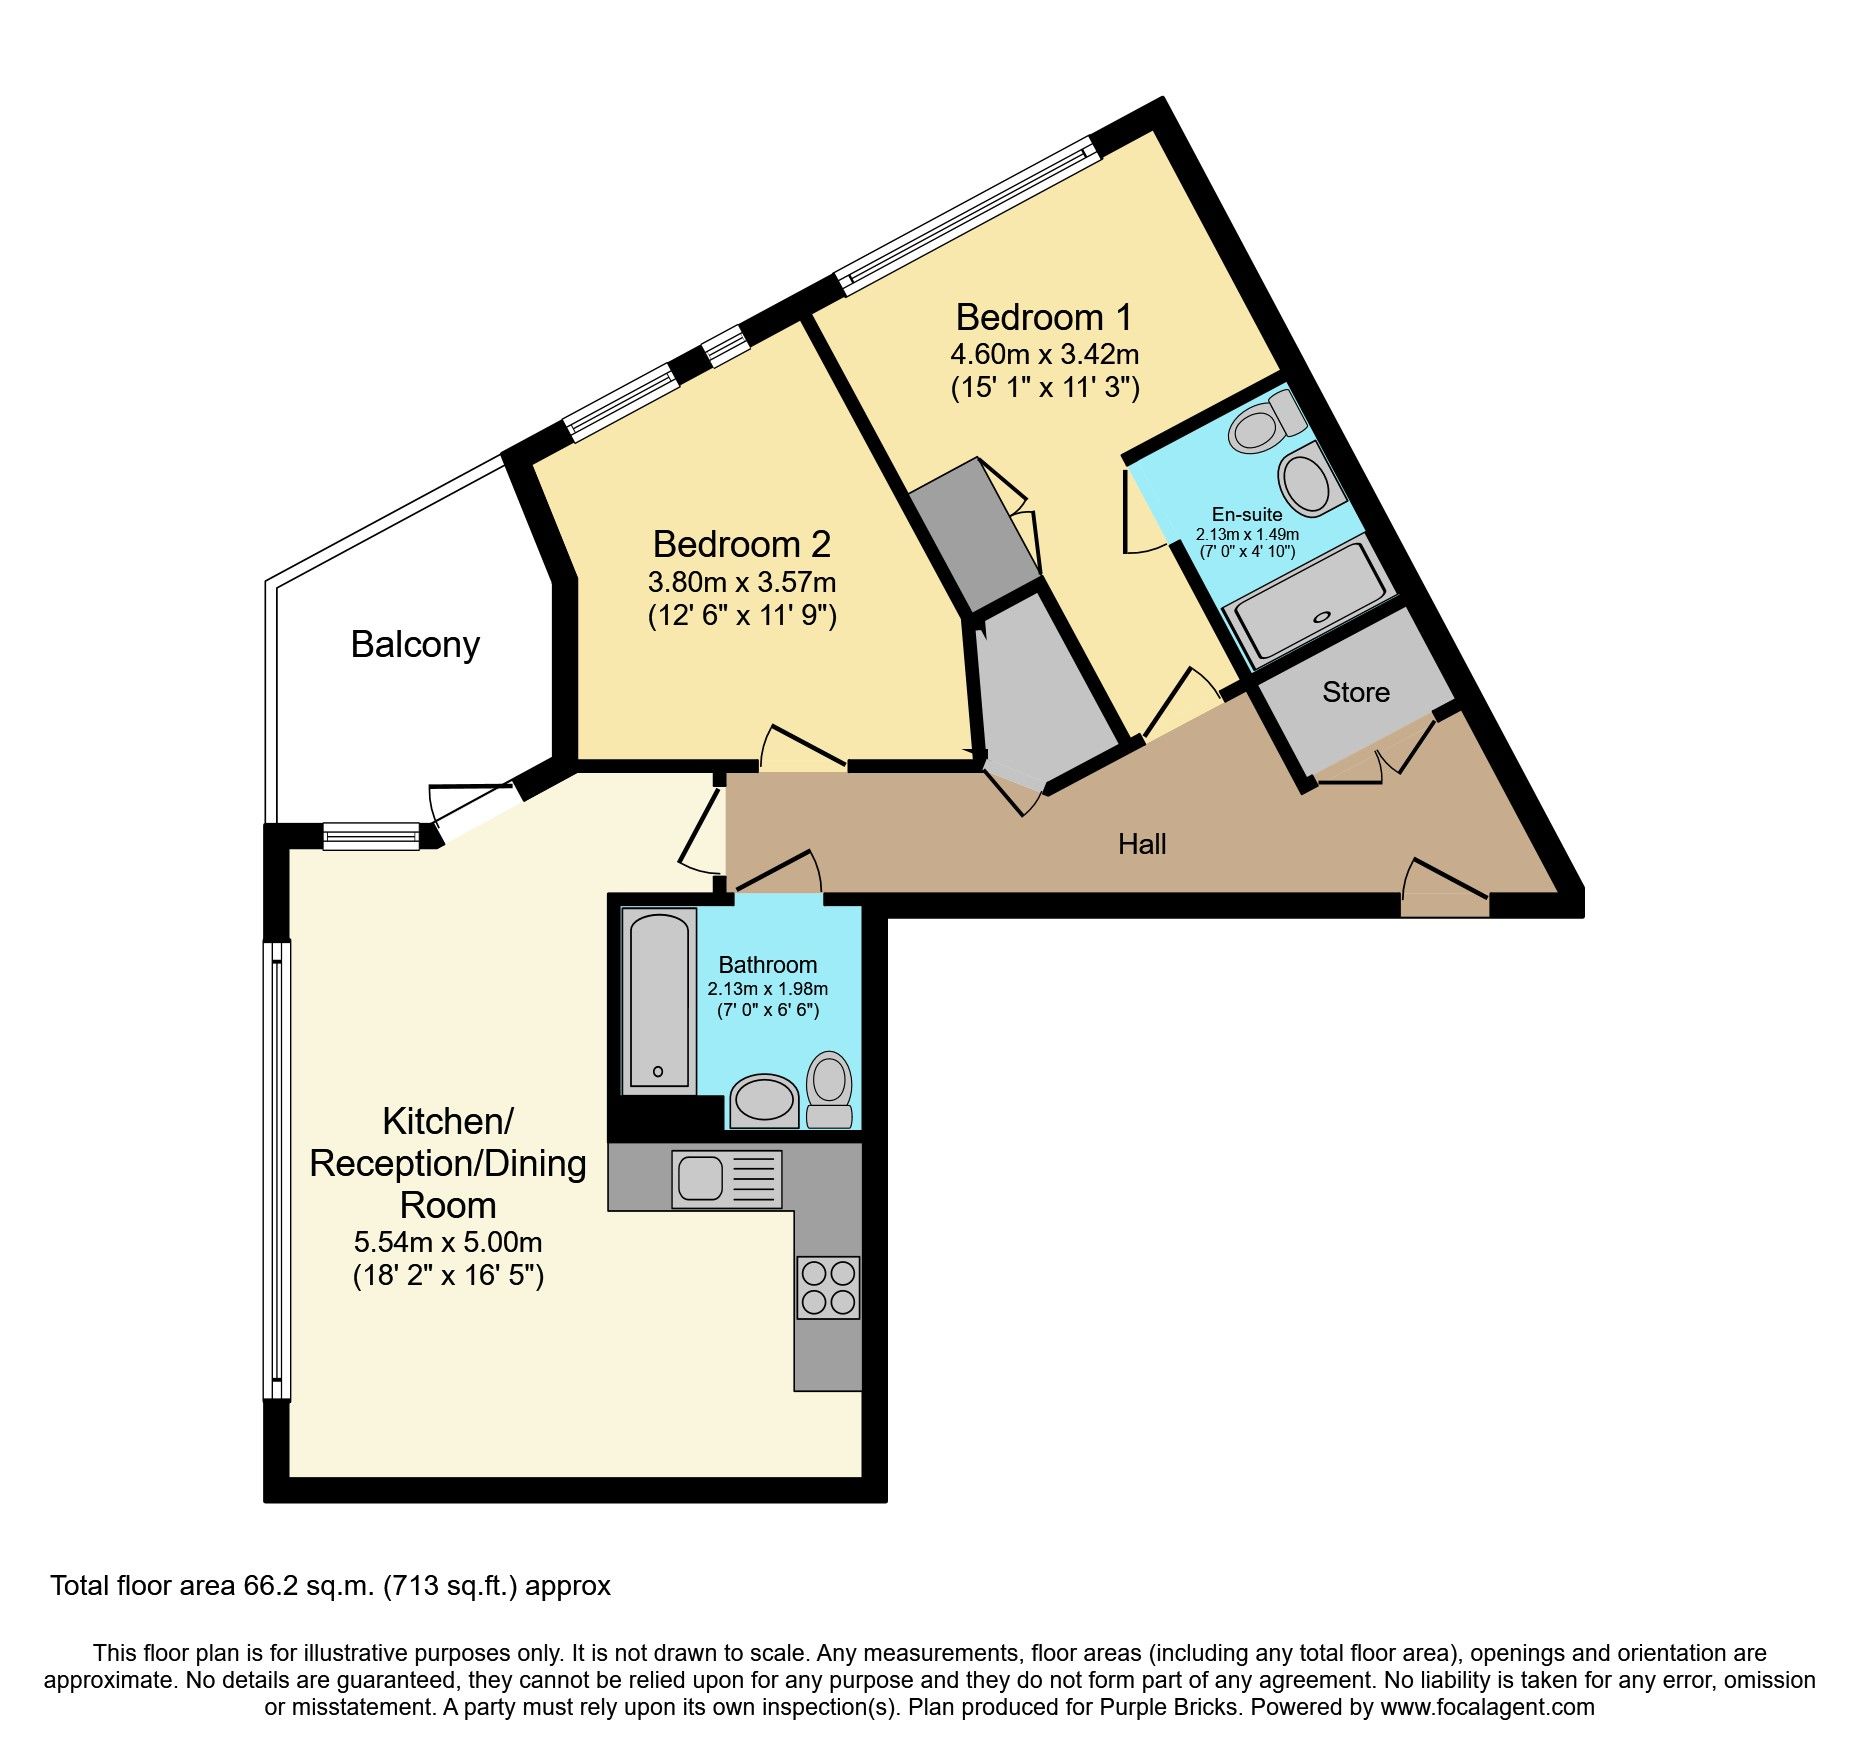 Bedroom 1
4.60m x 3.42m
(15' 1" x 11' 3")
En-suite
2.13m x 1.49m
(7' 0" x 4' 10")
Bedroom 2
3.80m x 3.57m
(12' 6" x 11' 9")
Balcony
Store
Hall
Bathroom
2.13m x 1.98m
(7' 0" x 6' 6")
Kitchen/
Reception/Dining
Room
5.54m x 5.00m
(18' 2" x 16' 5")
Total floor area 66.2 sq.m. (713 sq.ft.) approx
This floor plan is for illustrative purposes only. It is not drawn to scale. Any measurements, floor areas (including any total floor area), openings and orientation are
approximate. No details are guaranteed, they cannot be relied upon for any purpose and they do not form part of any agreement. No liability is taken for any error, omission
or misstatement. A party must rely upon its own inspection(s). Plan produced for Purple Bricks. Powered by www.focalagent.com